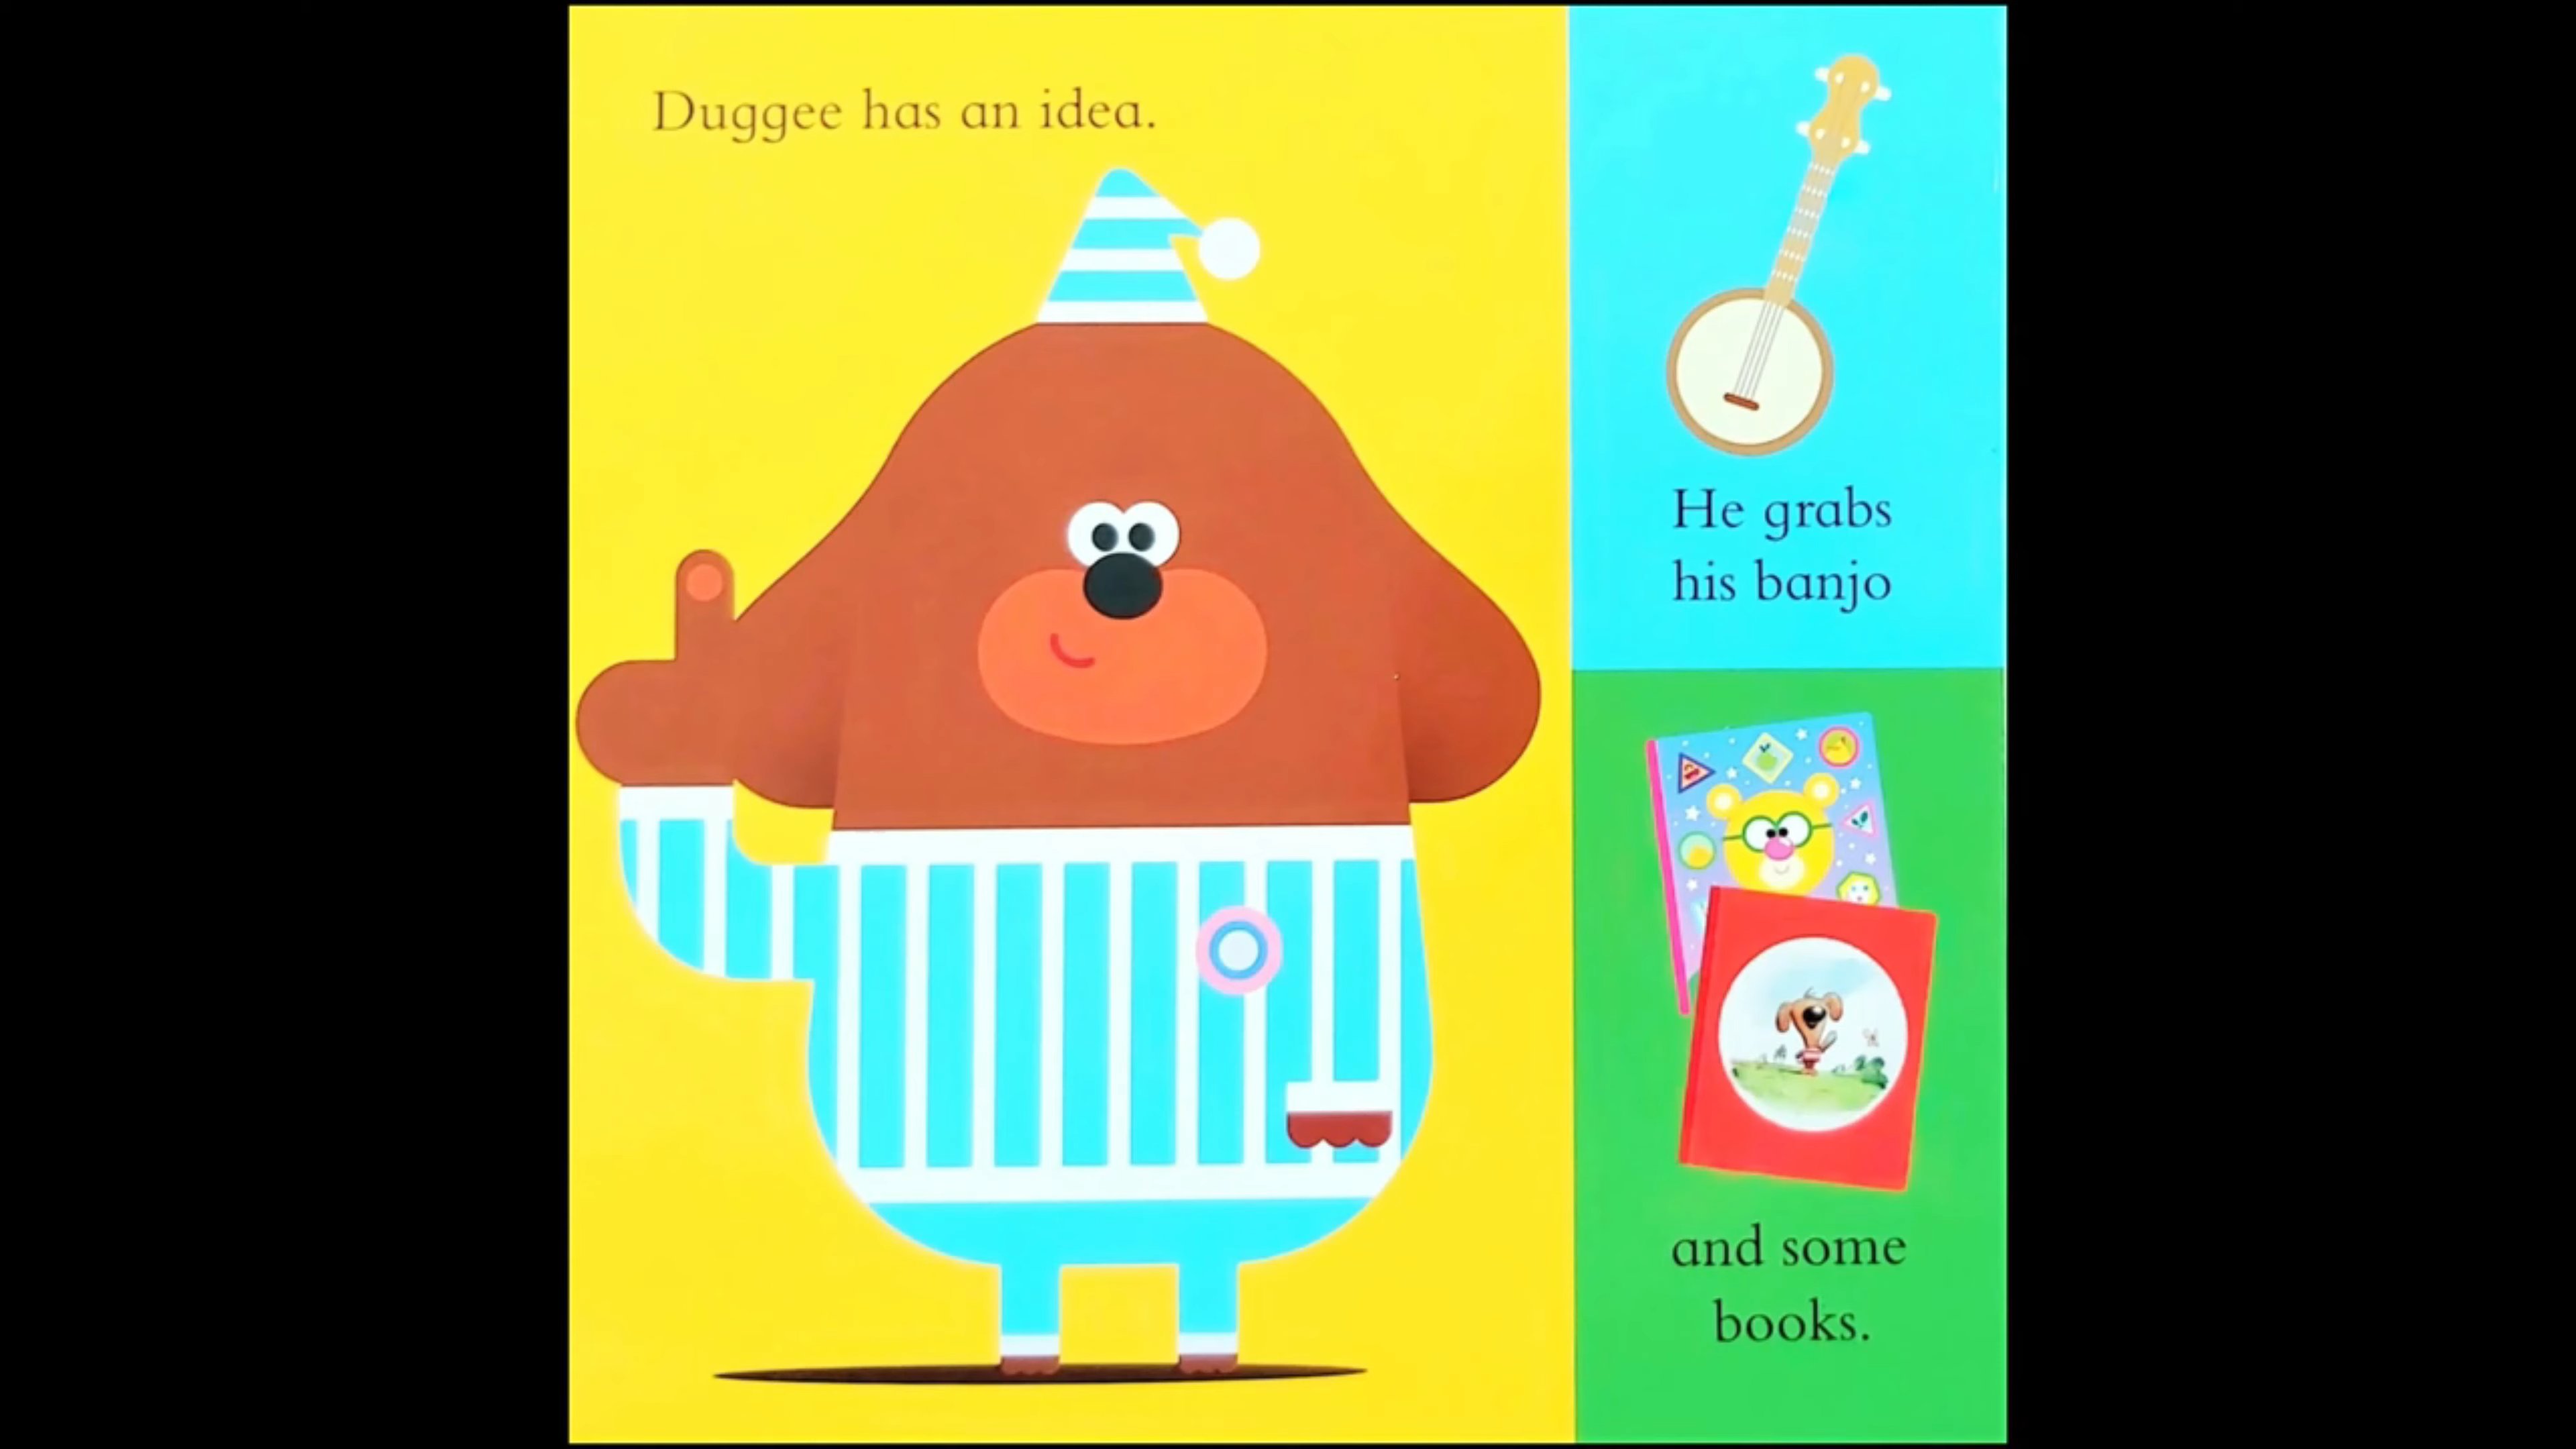 Duggee has an idea.
He grabs
his banjo
and some
books.